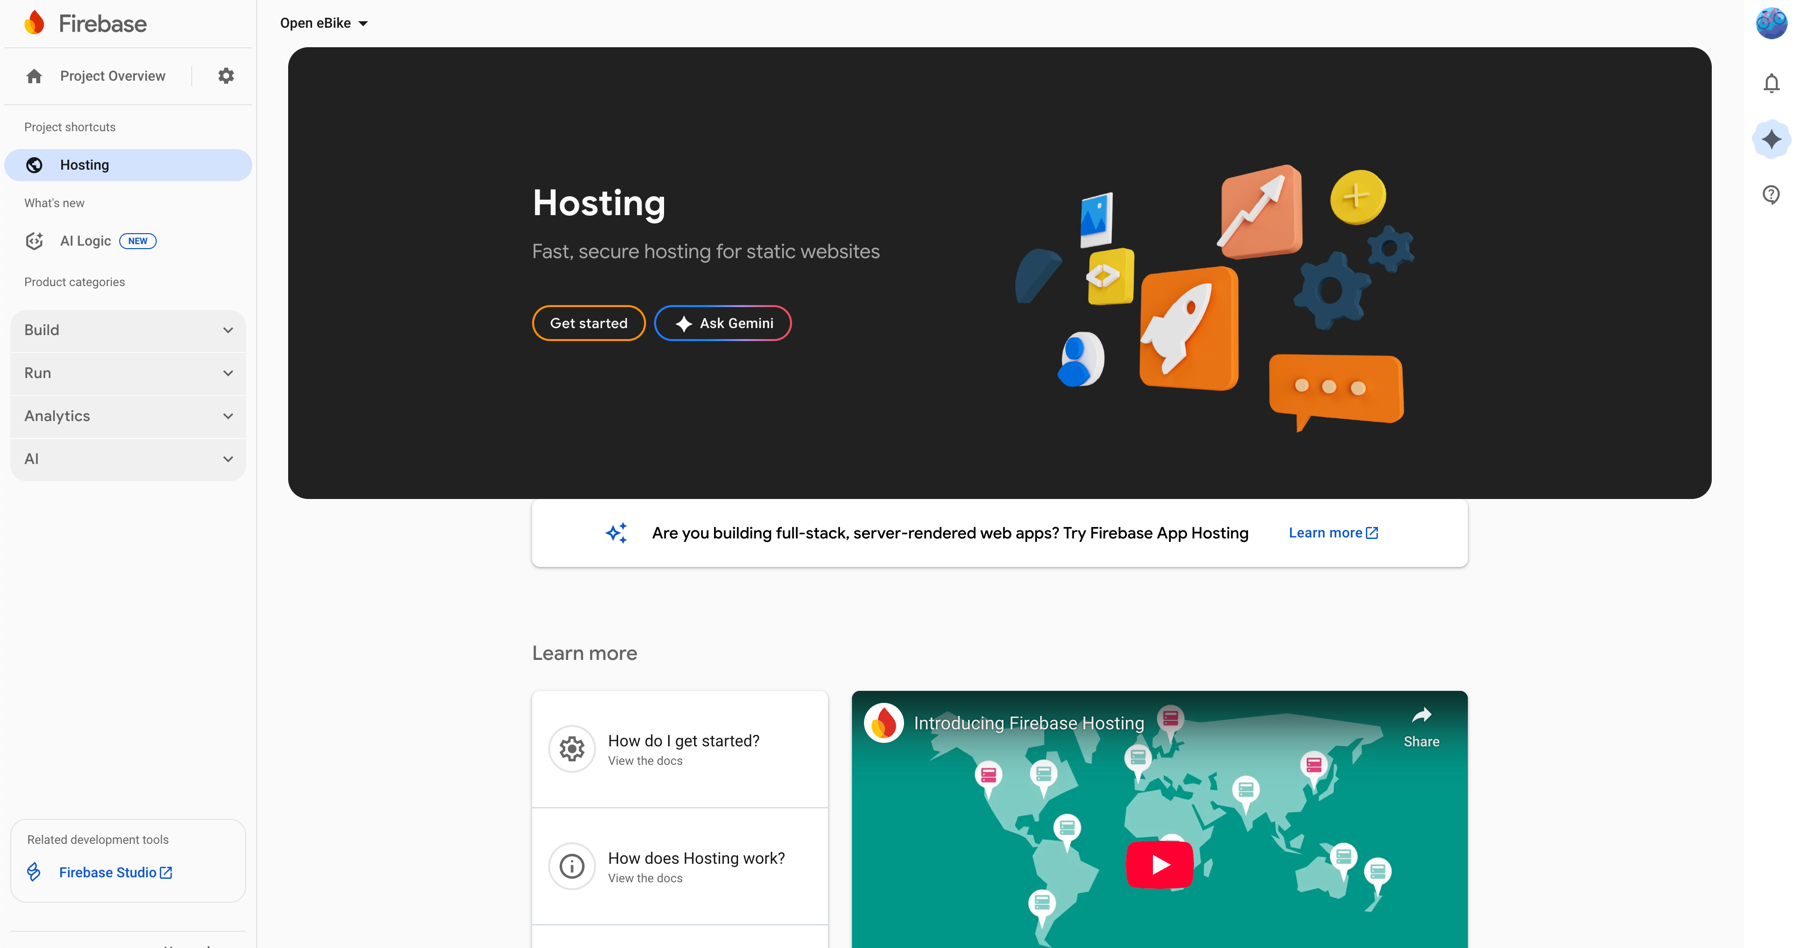 Firebase
Open eBike
Project Overview
Project shortcuts
Hosting
What's new
AI Logic NEW
Product categories
Build
Run
Analytics
AI
Related development tools
Firebase Studio
Hosting
Fast, secure hosting for static websites
Get started
Ask Gemini
Are you building full-stack, server-rendered web apps? Try Firebase App Hosting
Learn more
Learn more
How do I get started?
View the docs
How does Hosting work?
View the docs
Introducing Firebase Hosting
Share